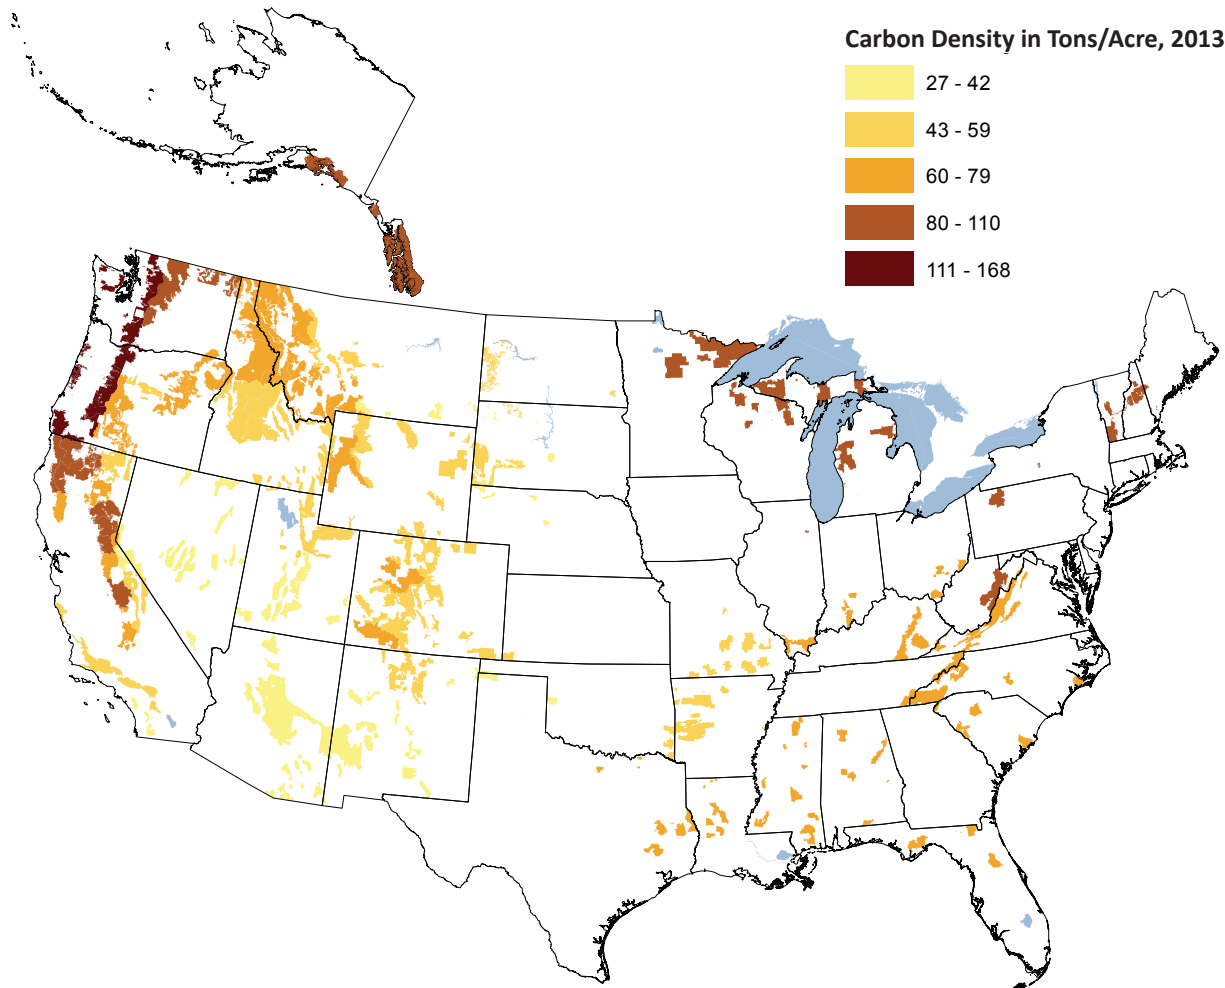 Carbon Density in Tons/Acre, 2013
27 - 42
43 - 59
60 - 79
80 - 110
111 - 168